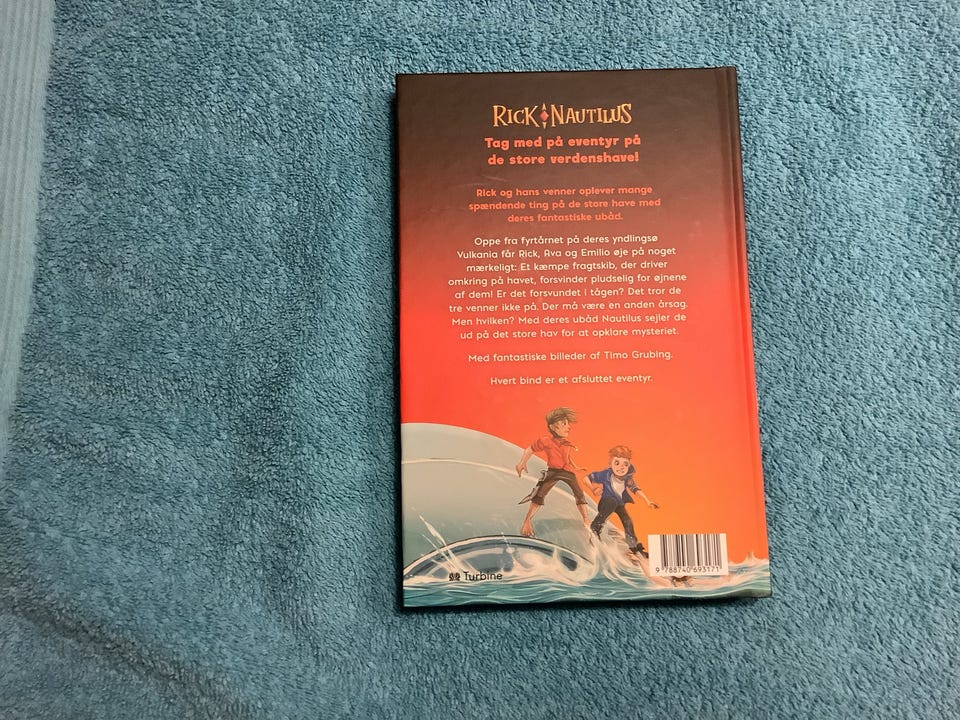 RICK NAUTILUS
Tag med på eventyr på
de store verdenshave!
Rick og hans venner oplever mange
spændende ting på de store have med
deres fantastiske ubåd.
Oppe fra fyrtårnet på deres yndlingsø
Vulkania får Rick, Ava og Emilio øje på noget
mærkeligt: Et kæmpe fragtskib, der driver
omkring på havet, forsvinder pludselig for øjnene
af dem! Er det forsvundet i tågen? Det tror de
tre venner ikke på. Der må være en anden årsag.
Men hvilken? Med deres ubåd Nautilus sejler de
ud på det store hav for at opklare mysteriet.
Med fantastiske billeder af Timo Grubing.
Hvert bind er et afsluttet eventyr.
Turbine
9 788740 693171